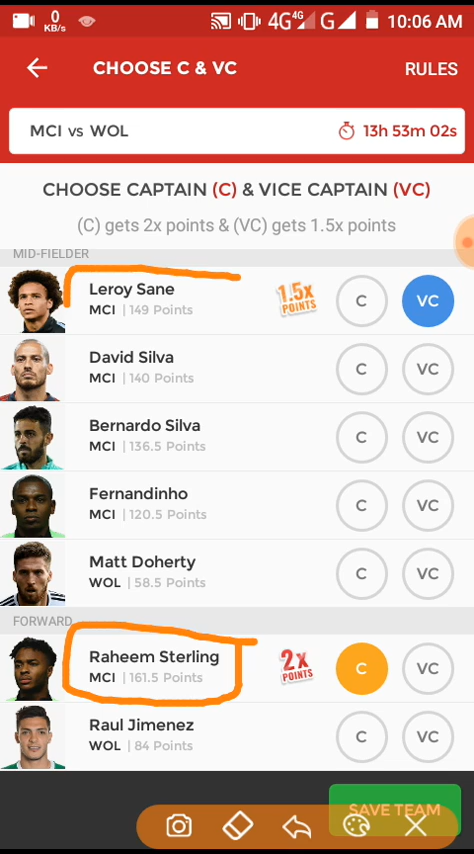 0 KB/s 4G 4G G 10:06 AM
CHOOSE C & VC RULES
MCI vs WOL 13h 53m 02s
CHOOSE CAPTAIN (C) & VICE CAPTAIN (VC)
(C) gets 2x points & (VC) gets 1.5x points
MID-FIELDER
Leroy Sane
MCI | 149 Points
1.5x POINTS
C VC
David Silva
MCI | 140 Points
C VC
Bernardo Silva
MCI | 136.5 Points
C VC
Fernandinho
MCI | 120.5 Points
C VC
Matt Doherty
WOL | 58.5 Points
C VC
FORWARD
Raheem Sterling
MCI | 161.5 Points
2x POINTS
C VC
Raul Jimenez
WOL | 84 Points
C VC
SAVE TEAM